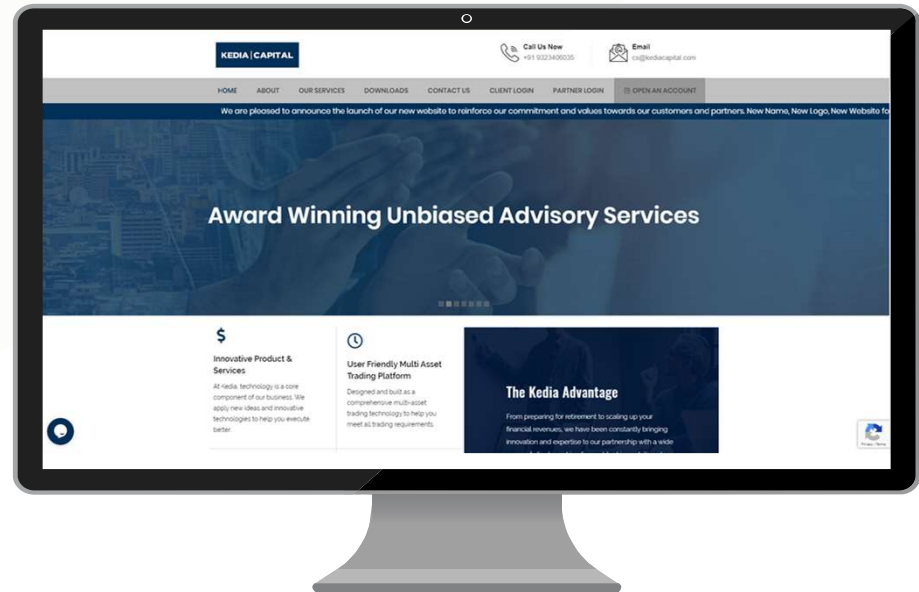 KEDIA | CAPITAL
Call Us Now
+91 9323406035
Email
cs@kediacapital.com
HOME ABOUT OUR SERVICES DOWNLOADS CONTACT US CLIENT LOGIN PARTNER LOGIN OPEN AN ACCOUNT
We are pleased to announce the launch of our new website to reinforce our commitment and values towards our customers and partners. New Name, New Logo, New Website fo
Award Winning Unbiased Advisory Services
Innovative Product &
Services
At Kedia, technology is a core
component of our business. We
apply new ideas and innovative
technologies to help you execute
better.
User Friendly Multi Asset
Trading Platform
Designed and built as a
comprehensive multi-asset
trading technology to help you
meet all trading requirements.
The Kedia Advantage
From preparing for retirement to scaling up your
financial revenues, we have been constantly bringing
innovation and expertise to our partnership with a wide
Privacy - Terms